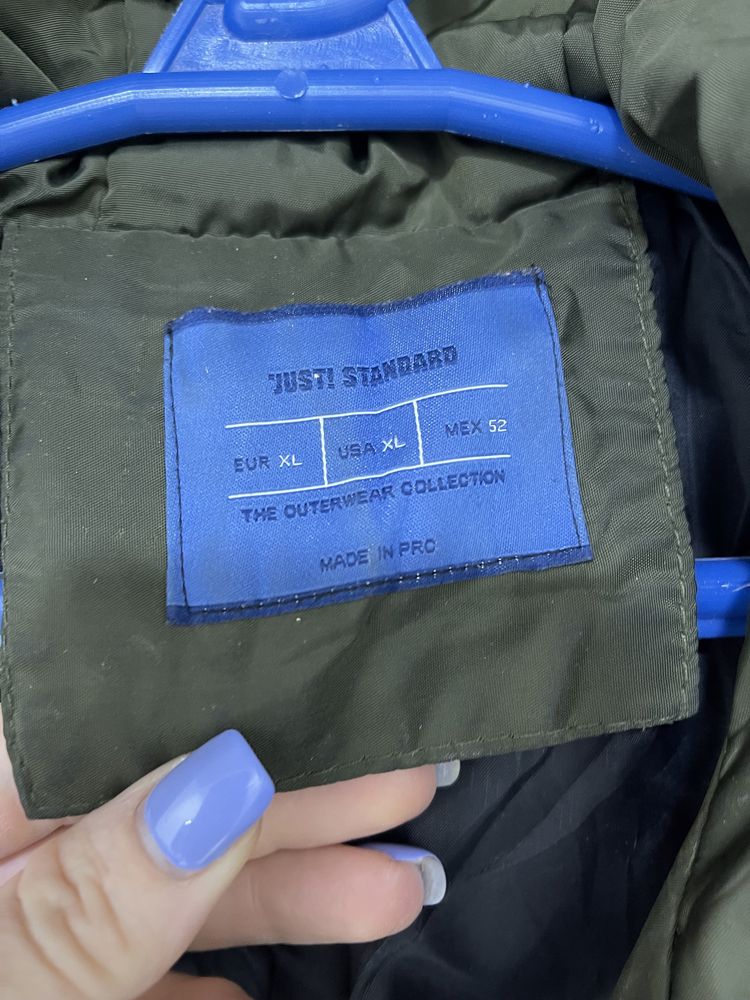 JUST! STANDARD
EUR XL USA XL MEX 52
THE OUTERWEAR COLLECTION
MADE IN PRC